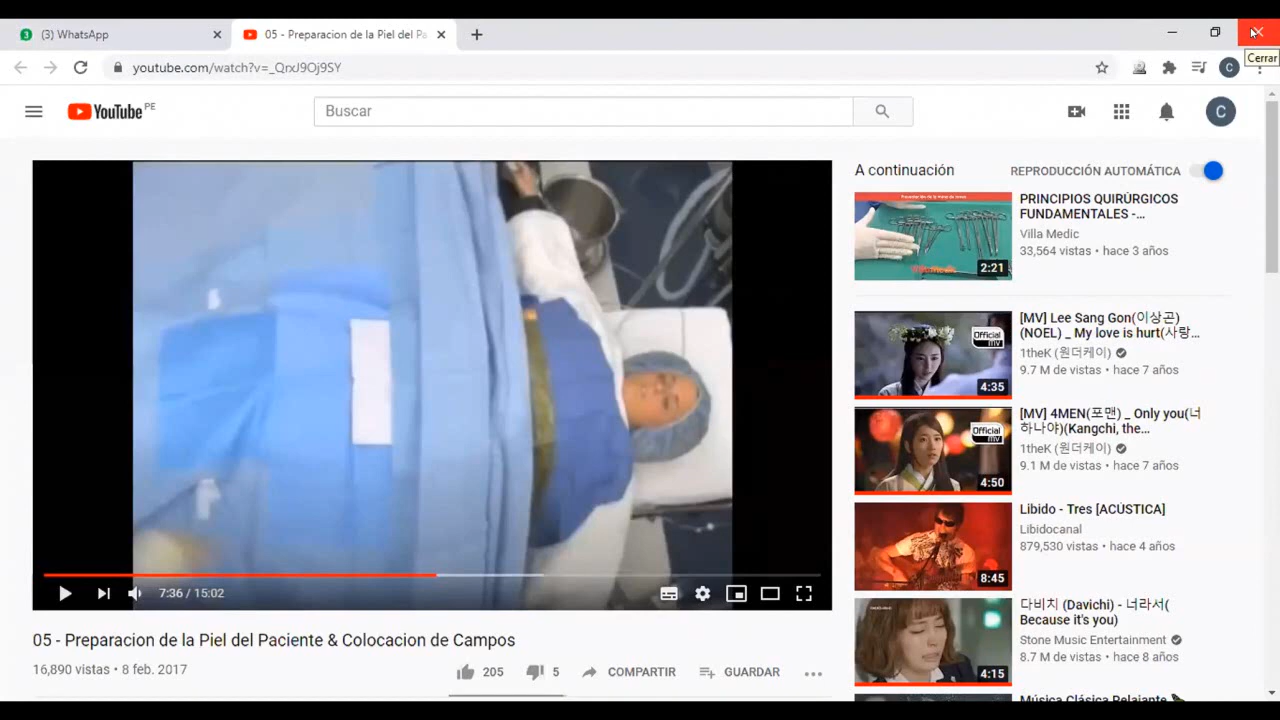 (3) WhatsApp
05 - Preparacion de la Piel del Pa
Cerrar
youtube.com/watch?v=_QrxJ9Oj9SY
C
YouTube PE
Buscar
C
A continuación
REPRODUCCIÓN AUTOMÁTICA
PRINCIPIOS QUIRÚRGICOS
FUNDAMENTALES -...
Villa Medic
33,564 vistas • hace 3 años
2:21
[MV] Lee Sang Gon(이상곤)
(NOEL) _ My love is hurt(사랑...
1theK (원더케이)
9.7 M de vistas • hace 7 años
Official
mv
4:35
[MV] 4MEN(포맨) _ Only you(너
하나야)(Kangchi, the...
1theK (원더케이)
9.1 M de vistas • hace 7 años
Official
mv
4:50
Libido - Tres [ACÚSTICA]
Libidocanal
879,530 vistas • hace 4 años
8:45
다비치 (Davichi) - 너라서(
Because it's you)
Stone Music Entertainment
8.7 M de vistas • hace 8 años
4:15
Música Clásica Relajante
7:36 / 15:02
05 - Preparacion de la Piel del Paciente & Colocacion de Campos
16,890 vistas • 8 feb. 2017
205
5
COMPARTIR
GUARDAR